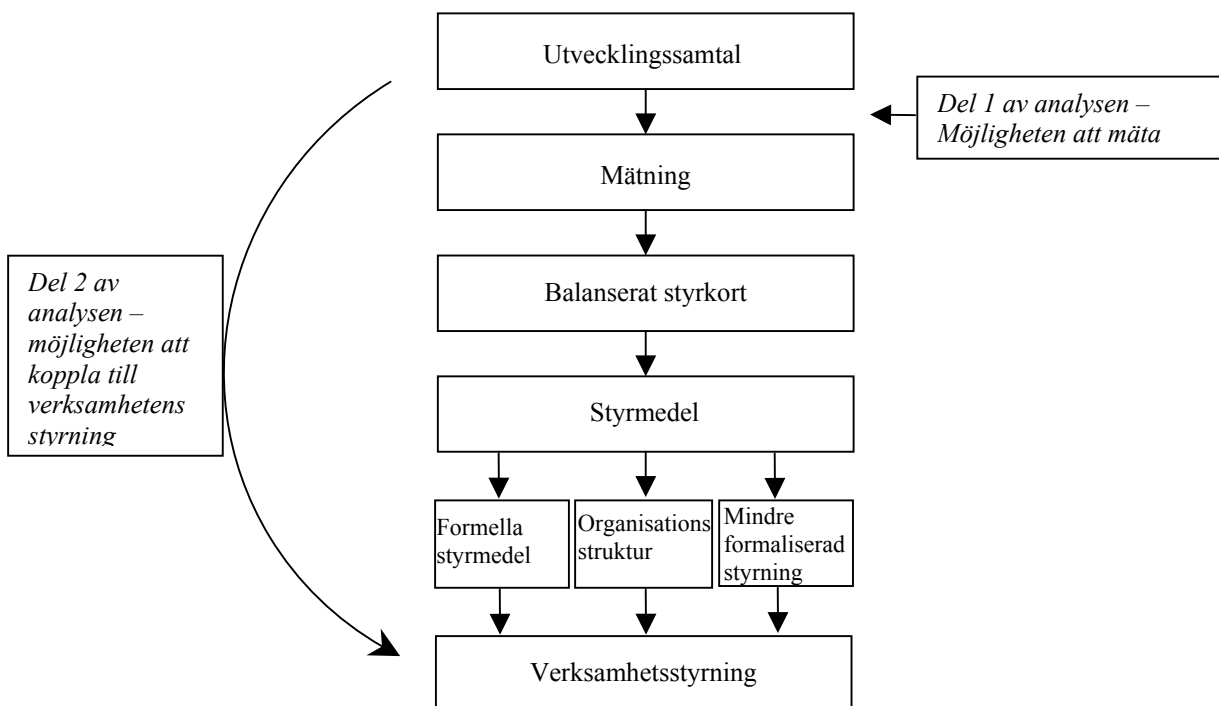 Utvecklingssamtal
Del 1 av analysen –
Möjligheten att mäta
Mätning
Balanserat styrkort
Del 2 av
analysen –
möjligheten att
koppla till
verksamhetens
styrning
Styrmedel
Formella
styrmedel
Organisations
struktur
Mindre
formaliserad
styrning
Verksamhetsstyrning